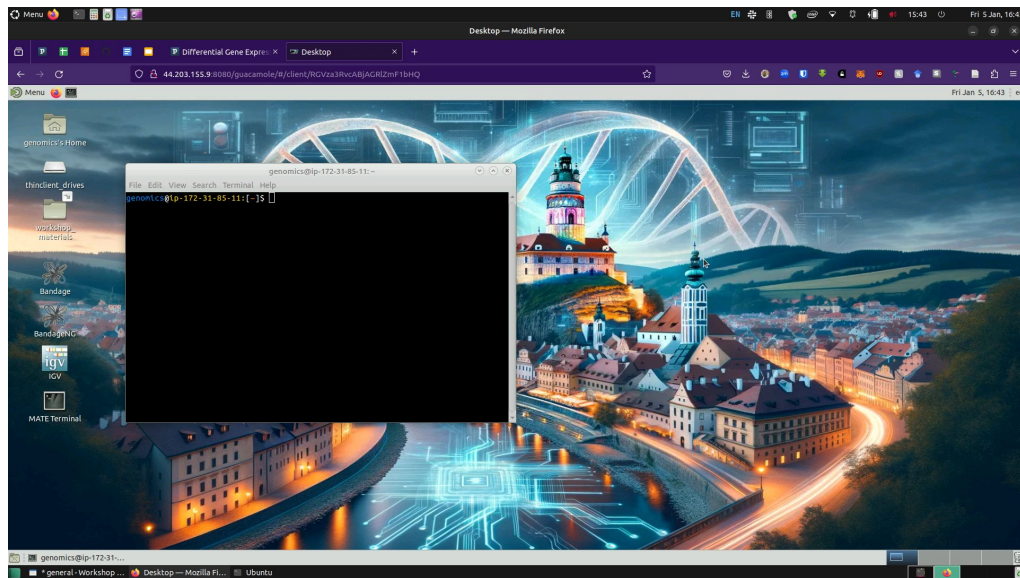 Menu
EN
15:43
Fri 5 Jan, 16:4
Desktop — Mozilla Firefox
Differential Gene Expres
Desktop
44.203.155.9:8080/guacamole/#/client/RGVza3RvcABjAGRlZmF1bHQ
Menu
Fri Jan 5, 16:43
genomics's Home
thinclient_drives
workshop_
materials
Bandage
BandageNG
igv
IGV
MATE Terminal
genomics@ip-172-31-85-11: ~
File Edit View Search Terminal Help
genomics@ip-172-31-85-11:[~]$
genomics@ip-172-31-...
* general - Workshop ...
Desktop — Mozilla Fi...
Ubuntu